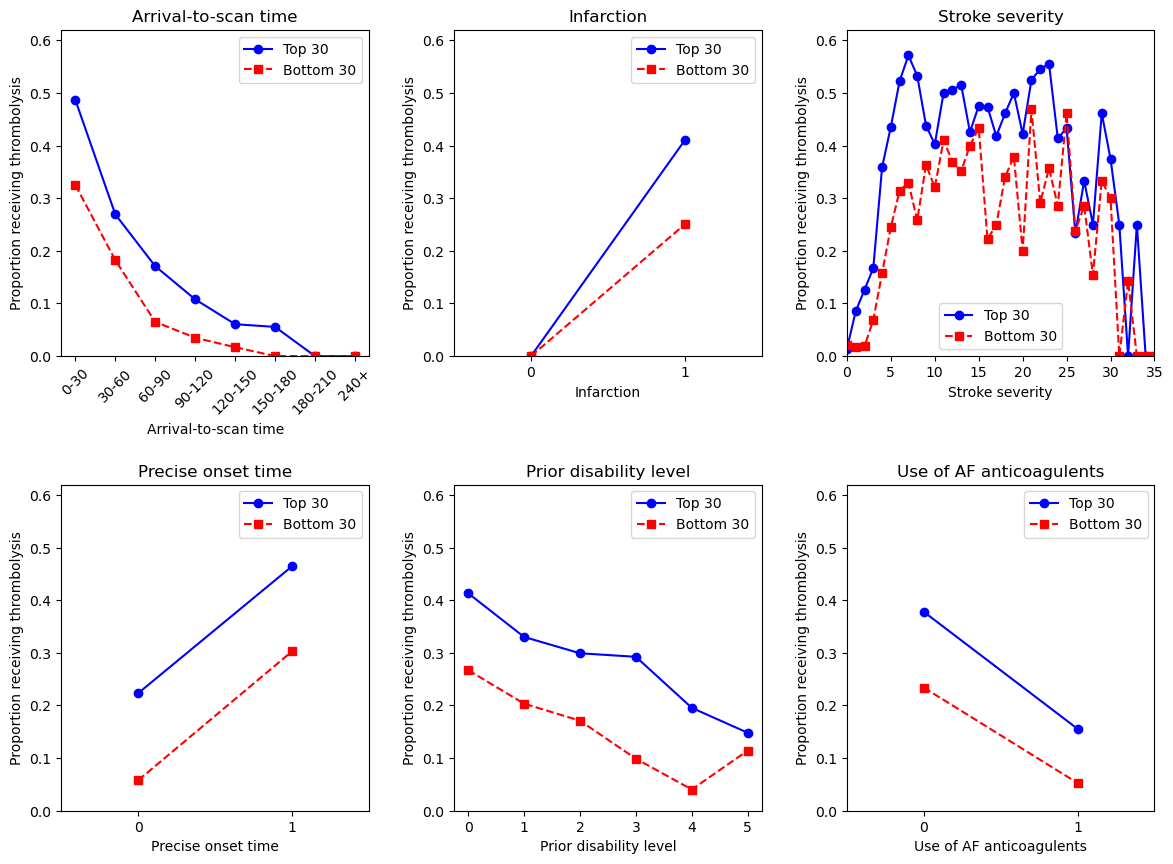 Arrival-to-scan time
Proportion receiving thrombolysis
0.6
0.5
0.4
0.3
0.2
0.1
0.0
Top 30
Bottom 30
0-30
30-60
60-90
90-120
120-150
150-180
180-210
240+
Arrival-to-scan time
Infarction
Proportion receiving thrombolysis
0.6
0.5
0.4
0.3
0.2
0.1
0.0
Top 30
Bottom 30
0 1
Infarction
Stroke severity
Proportion receiving thrombolysis
0.6
0.5
0.4
0.3
0.2
0.1
0.0
Top 30
Bottom 30
0 5 10 15 20 25 30 35
Stroke severity
Precise onset time
Proportion receiving thrombolysis
0.6
0.5
0.4
0.3
0.2
0.1
0.0
Top 30
Bottom 30
0 1
Precise onset time
Prior disability level
Proportion receiving thrombolysis
0.6
0.5
0.4
0.3
0.2
0.1
0.0
Top 30
Bottom 30
0 1 2 3 4 5
Prior disability level
Use of AF anticoagulents
Proportion receiving thrombolysis
0.6
0.5
0.4
0.3
0.2
0.1
0.0
Top 30
Bottom 30
0 1
Use of AF anticoagulents